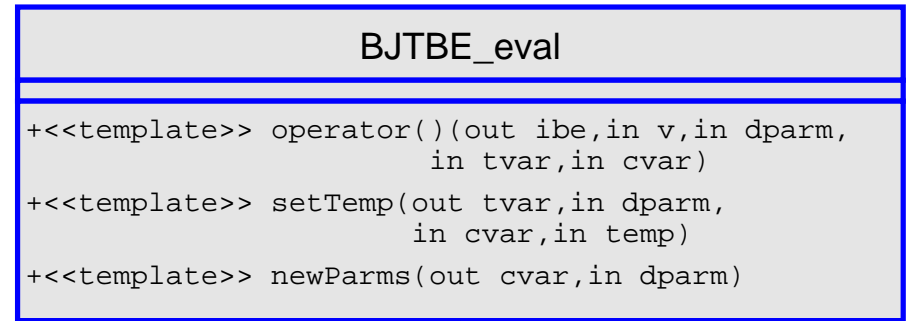 BJTBE_eval
+<<template>> operator()(out ibe,in v,in dparm,
in tvar,in cvar)
+<<template>> setTemp(out tvar,in dparm,
in cvar,in temp)
+<<template>> newParms(out cvar,in dparm)